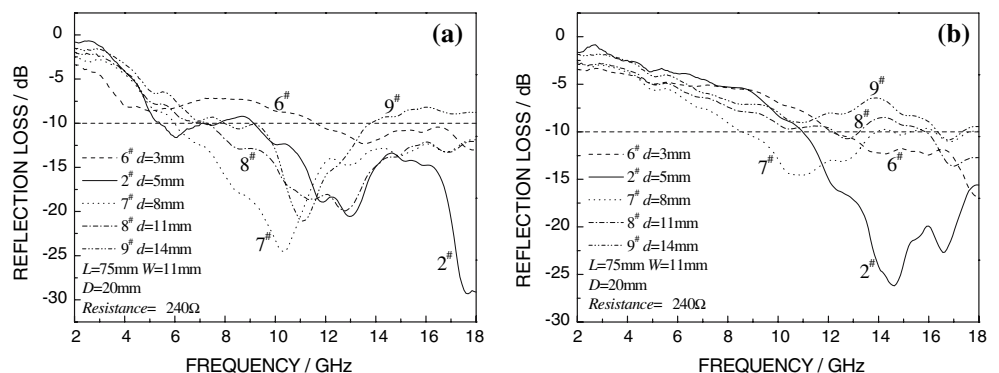 (a)
0
-5
-10
-15
-20
-25
-30
REFLECTION LOSS / dB
6#
9#
8#
7#
2#
6# d=3mm
2# d=5mm
7# d=8mm
8# d=11mm
9# d=14mm
L=75mm W=11mm
D=20mm
Resistance= 240Ω
2 4 6 8 10 12 14 16 18
FREQUENCY / GHz
(b)
0
-5
-10
-15
-20
-25
-30
REFLECTION LOSS / dB
9#
8#
6#
7#
2#
6# d=3mm
2# d=5mm
7# d=8mm
8# d=11mm
9# d=14mm
L=75mm W=11mm
D=20mm
Resistance= 240Ω
2 4 6 8 10 12 14 16 18
FREQUENCY / GHz